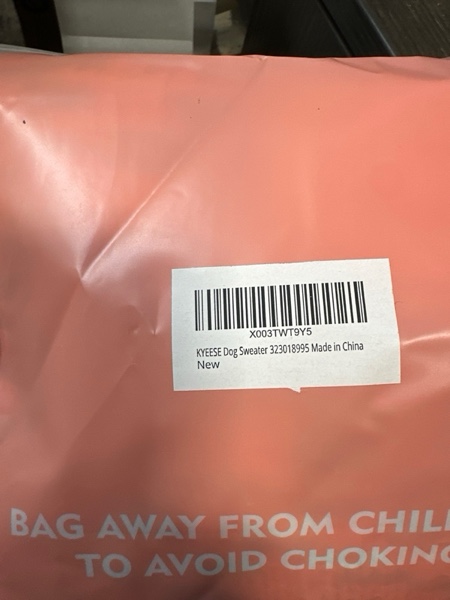 X003TWT9Y5
KYEESE Dog Sweater 323018995 Made in China
New
BAG AWAY FROM CHIL
TO AVOID CHOKING